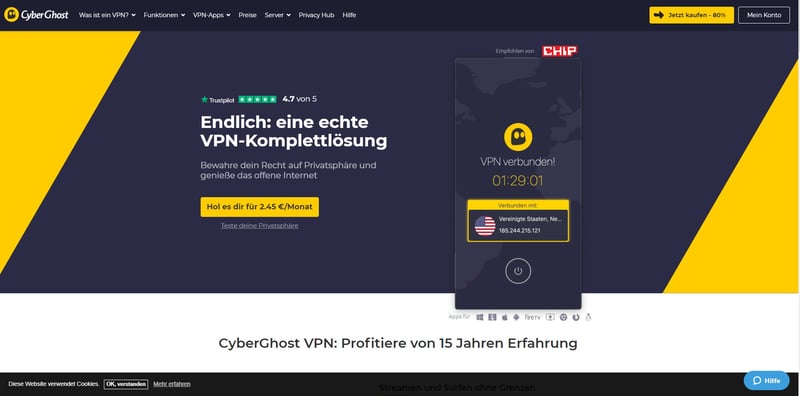 CyberGhost
Was ist ein VPN?
Funktionen
VPN-Apps
Preise
Server
Privacy Hub
Hilfe
Jetzt kaufen - 80%
Mein Konto
Empfohlen von CHIP
Trustpilot 4.7 von 5
Endlich: eine echte
VPN-Komplettlösung
Bewahre dein Recht auf Privatsphäre und
genieße das offene Internet
Hol es dir für 2.45 €/Monat
Teste deine Privatsphäre
VPN verbunden!
01:29:01
Verbunden mit:
Vereinigte Staaten, Ne...
185.244.215.121
Apps für
firetv
CyberGhost VPN: Profitiere von 15 Jahren Erfahrung
Streamen und Surfen ohne Grenzen
Diese Website verwendet Cookies. OK, verstanden Mehr erfahren
Hilfe